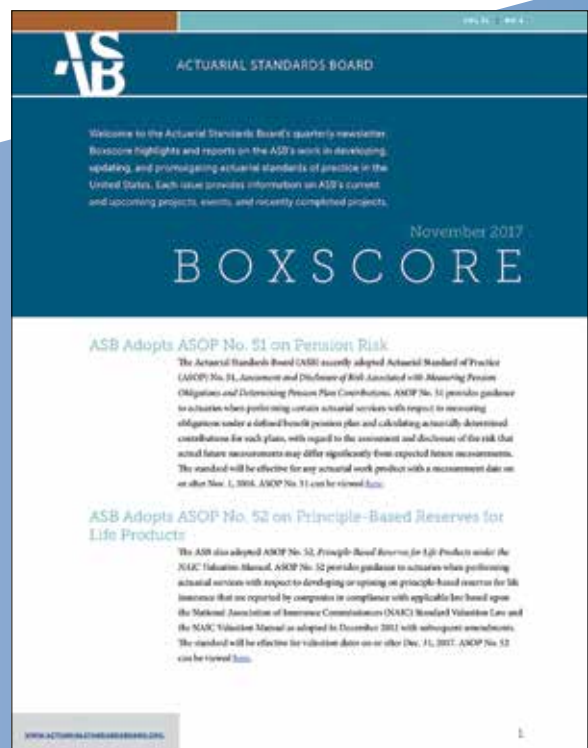 VOL 31 | NO 4
ASB
ACTUARIAL STANDARDS BOARD
Welcome to the Actuarial Standards Board's quarterly newsletter.
Boxscore highlights and reports on the ASB's work in developing,
updating, and promulgating actuarial standards of practice in the
United States. Each issue provides information on ASB's current
and upcoming projects, events, and recently completed projects.
November 2017
BOXSCORE
ASB Adopts ASOP No. 51 on Pension Risk
The Actuarial Standards Board (ASB) recently adopted Actuarial Standard of Practice
(ASOP) No. 51, Assessment and Disclosure of Risk Associated with Measuring Pension
Obligations and Determining Pension Plan Contributions. ASOP No. 51 provides guidance
to actuaries when performing certain actuarial services with respect to measuring
obligations under a defined benefit pension plan and calculating actuarially determined
contributions for such plans, with regard to the assessment and disclosure of the risk that
actual future measurements may differ significantly from expected future measurements.
The standard will be effective for any actuarial work product with a measurement date on
or after Nov. 1, 2018. ASOP No. 51 can be viewed here.
ASB Adopts ASOP No. 52 on Principle-Based Reserves for
Life Products
The ASB also adopted ASOP No. 52, Principle-Based Reserves for Life Products under the
NAIC Valuation Manual. ASOP No. 52 provides guidance to actuaries when performing
actuarial services with respect to developing or opining on principle-based reserves for life
insurance that are reported by companies in compliance with applicable law based upon
the National Association of Insurance Commissioners (NAIC) Standard Valuation Law and
the NAIC Valuation Manual as adopted in December 2012 with subsequent amendments.
The standard will be effective for valuation dates on or after Dec. 31, 2017. ASOP No. 52
can be viewed here.
WWW.ACTUARIALSTANDARDSBOARD.ORG
1